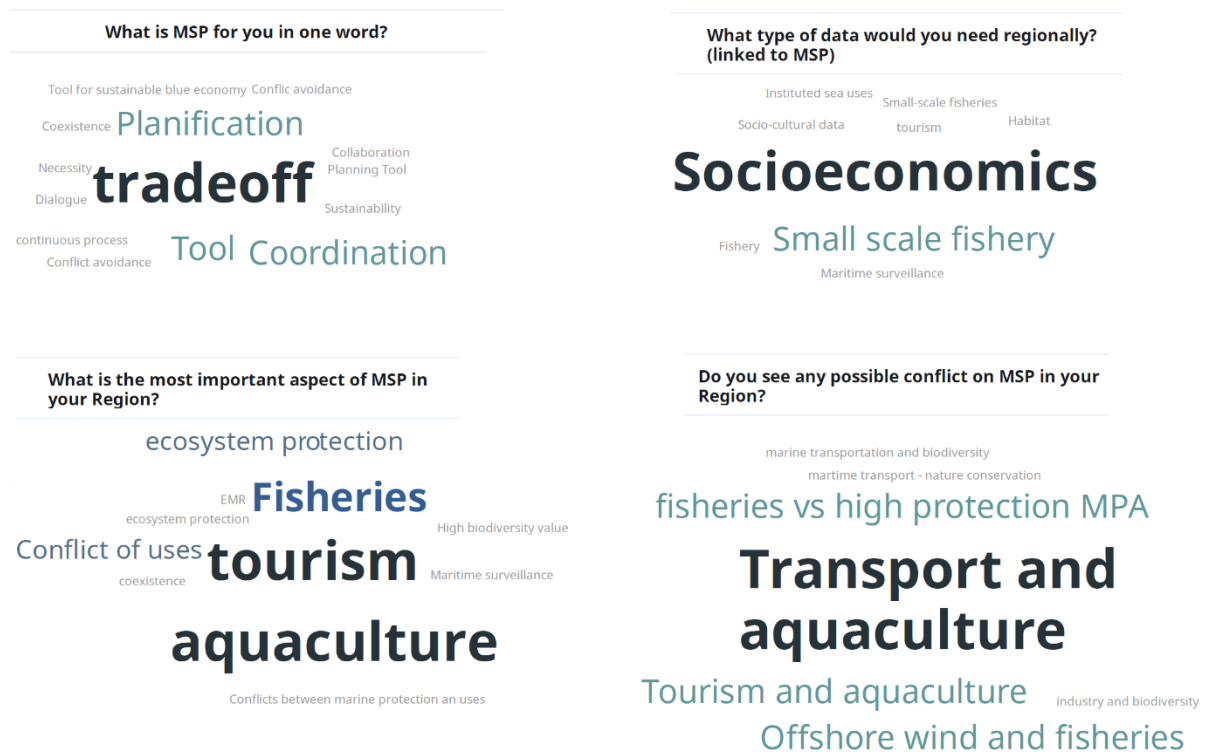 What is MSP for you in one word?
Tool for sustainable blue economy Conflic avoidance
Coexistence Planification
Collaboration
Necessity tradeoff Planning Tool
Dialogue Sustainability
continuous process Tool Coordination
Conflict avoidance
What type of data would you need regionally?
(linked to MSP)
Instituted sea uses Small-scale fisheries
Socio-cultural data tourism Habitat
Socioeconomics
Fishery Small scale fishery
Maritime surveillance
What is the most important aspect of MSP in
your Region?
ecosystem protection
EMR Fisheries
ecosystem protection High biodiversity value
Conflict of uses tourism Maritime surveillance
coexistence
aquaculture
Conflicts between marine protection an uses
Do you see any possible conflict on MSP in your
Region?
marine transportation and biodiversity
martime transport - nature conservation
fisheries vs high protection MPA
Transport and
aquaculture
Tourism and aquaculture industry and biodiversity
Offshore wind and fisheries